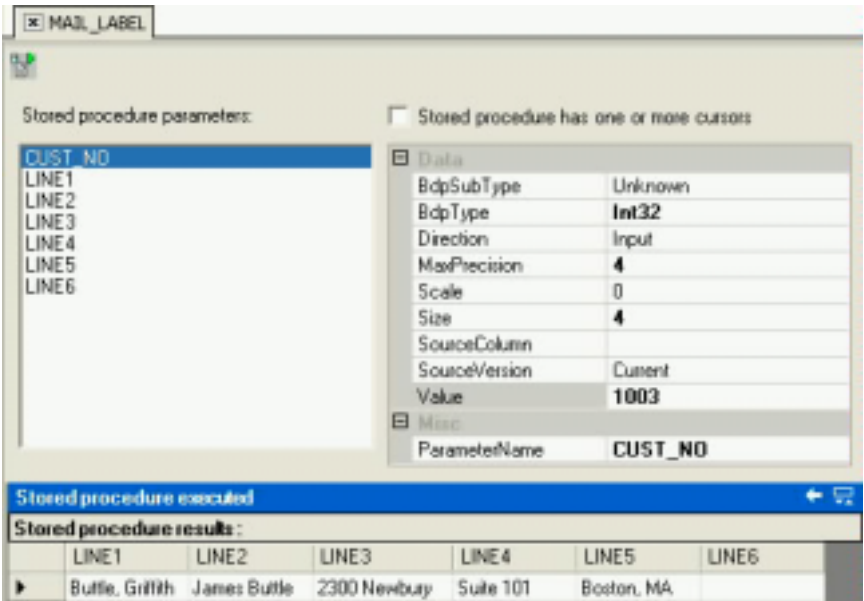 MAIL_LABEL
Stored procedure parameters:
Stored procedure has one or more cursors
CUST_NO
LINE1
LINE2
LINE3
LINE4
LINE5
LINE6
Data
BdpSubType Unknown
BdpType Int32
Direction Input
MaxPrecision 4
Scale 0
Size 4
SourceColumn
SourceVersion Current
Value 1003
Misc
ParameterName CUST_NO
Stored procedure executed
Stored procedure results:
LINE1 LINE2 LINE3 LINE4 LINE5 LINE6
Buttle, Griffith James Buttle 2300 Newbury Suite 101 Boston, MA